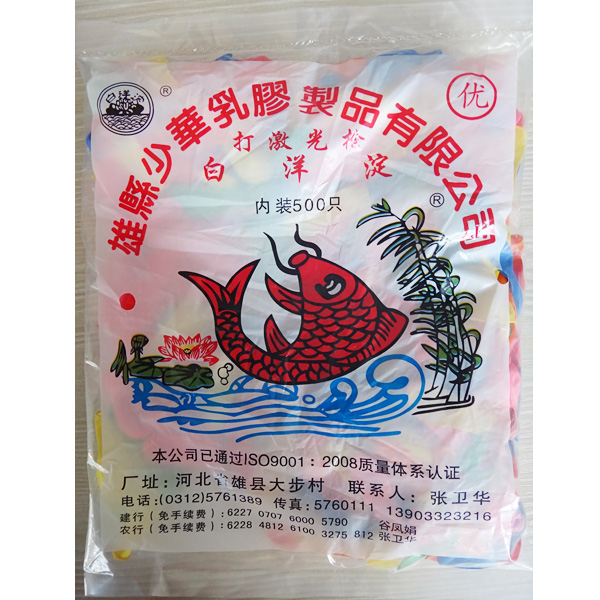 白洋淀
®
优
雄縣少華乳膠製品有限公司
打激光枪
白洋淀
®
内装500只
本公司已通过ISO9001：2008质量体系认证
厂址：河北省雄县大步村 联系人：张卫华
电话:(0312)5761389 传真：5760111 13903323216
建行（免手续费）：6227 0707 6000 5790 谷凤娟
农行（免手续费）：6228 4812 6100 3275 812 张卫华